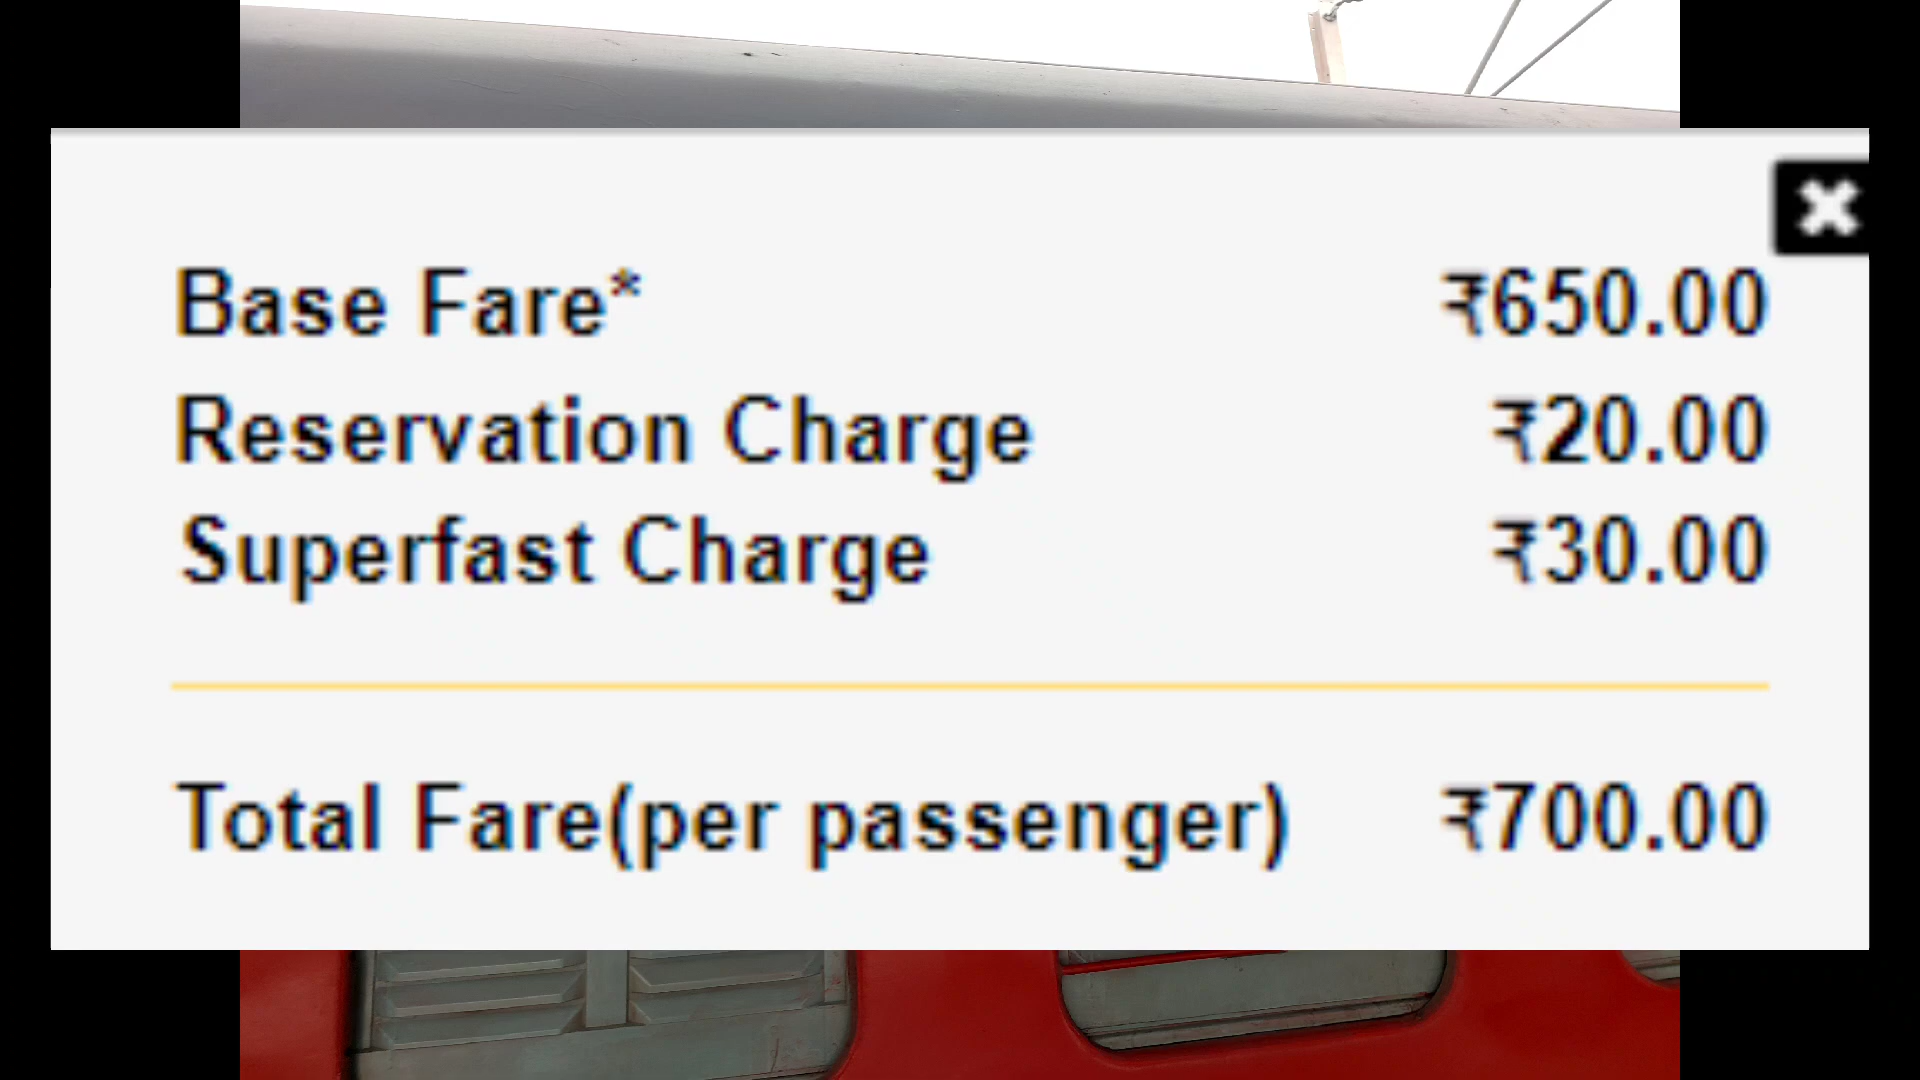 Base Fare* ₹650.00
Reservation Charge ₹20.00
Superfast Charge ₹30.00
Total Fare(per passenger) ₹700.00